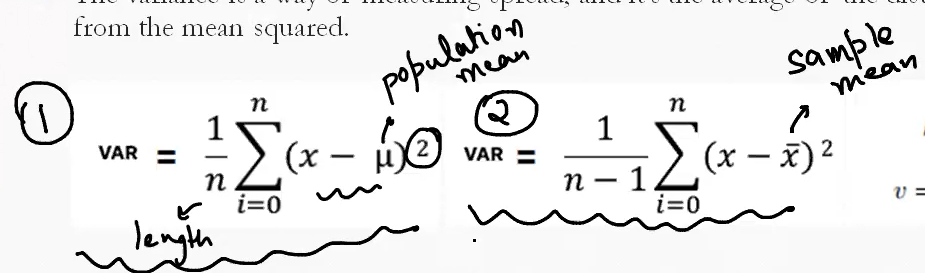 from the mean squared.
population mean
sample mean
① VAR = 1/n ∑ i=0 n (x − μ)²
② VAR = 1/(n − 1) ∑ i=0 n (x − x̄)²
length
v =